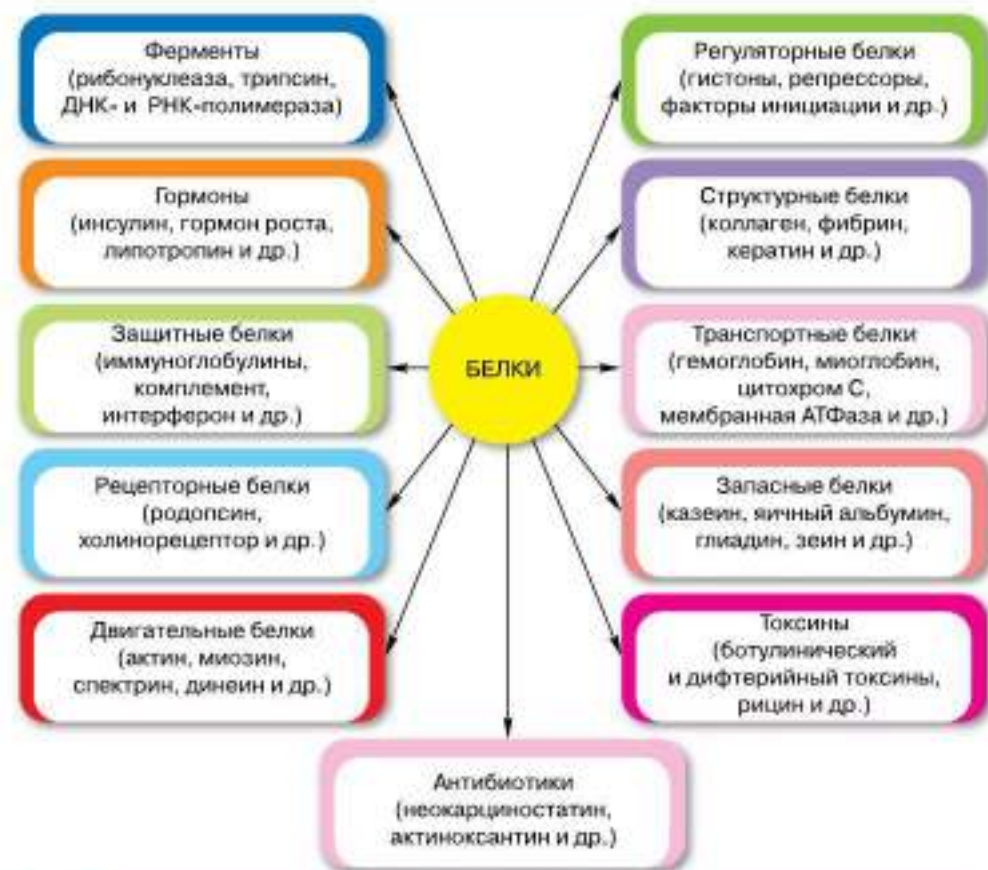 Ферменты
(рибонуклеаза, трипсин,
ДНК- и РНК-полимераза)
Регуляторные белки
(гистоны, репрессоры,
факторы инициации и др.)
Гормоны
(инсулин, гормон роста,
липотропин и др.)
Структурные белки
(коллаген, фибрин,
кератин и др.)
Защитные белки
(иммуноглобулины,
комплемент,
интерферон и др.)
БЕЛКИ
Транспортные белки
(гемоглобин, миоглобин,
цитохром С,
мембранная АТФаза и др.)
Рецепторные белки
(родопсин,
холинорецептор и др.)
Запасные белки
(казеин, яичный альбумин,
глиадин, зеин и др.)
Двигательные белки
(актин, миозин,
спектрин, динеин и др.)
Токсины
(ботулинический
и дифтерийный токсины,
рицин и др.)
Антибиотики
(неокарциностатин,
актиноксантин и др.)